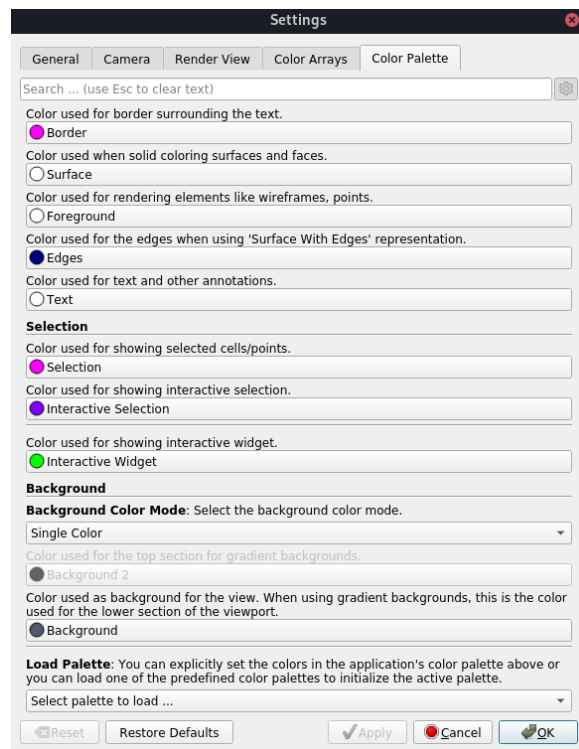 Settings
General Camera Render View Color Arrays Color Palette
Search ... (use Esc to clear text)
Color used for border surrounding the text.
Border
Color used when solid coloring surfaces and faces.
Surface
Color used for rendering elements like wireframes, points.
Foreground
Color used for the edges when using 'Surface With Edges' representation.
Edges
Color used for text and other annotations.
Text
Selection
Color used for showing selected cells/points.
Selection
Color used for showing interactive selection.
Interactive Selection
Color used for showing interactive widget.
Interactive Widget
Background
Background Color Mode: Select the background color mode.
Single Color
Color used for the top section for gradient backgrounds.
Background 2
Color used as background for the view. When using gradient backgrounds, this is the color
used for the lower section of the viewport.
Background
Load Palette: You can explicitly set the colors in the application's color palette above or
you can load one of the predefined color palettes to initialize the active palette.
Select palette to load ...
Reset Restore Defaults Apply Cancel OK